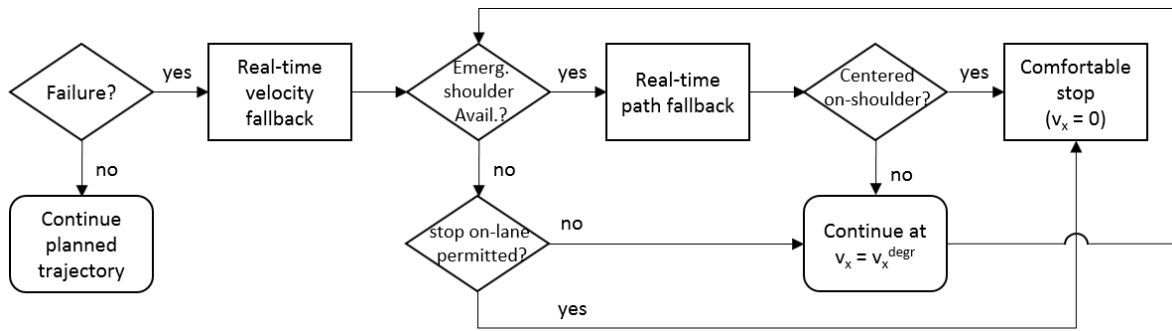 Failure?
yes
no
Continue
planned
trajectory
Real-time
velocity
fallback
Emerg.
shoulder
Avail.?
yes
no
stop on-lane
permitted?
no
yes
Real-time
path fallback
Centered
on-shoulder?
yes
no
Continue at
vₓ = vₓᵈᵉᵍʳ
Comfortable
stop
(vₓ = 0)